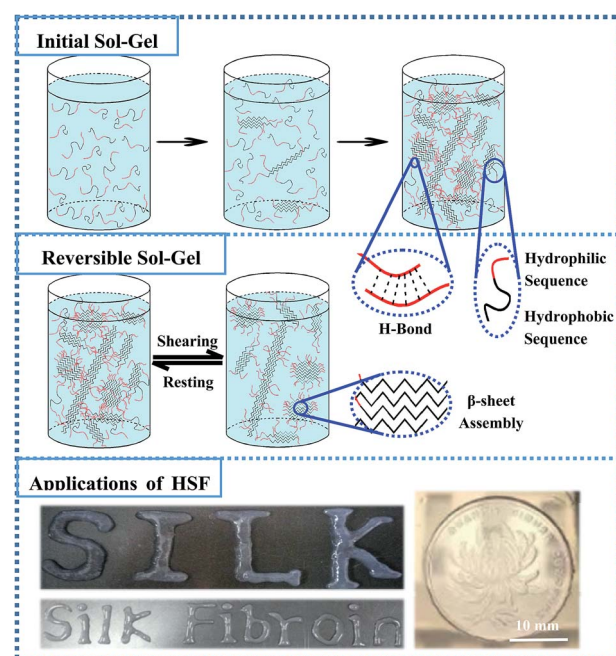 Initial Sol-Gel
Hydrophilic
Sequence
Hydrophobic
Sequence
H-Bond
Reversible Sol-Gel
Shearing
Resting
β-sheet
Assembly
Applications of HSF
SILK
Silk Fibroin
10 mm